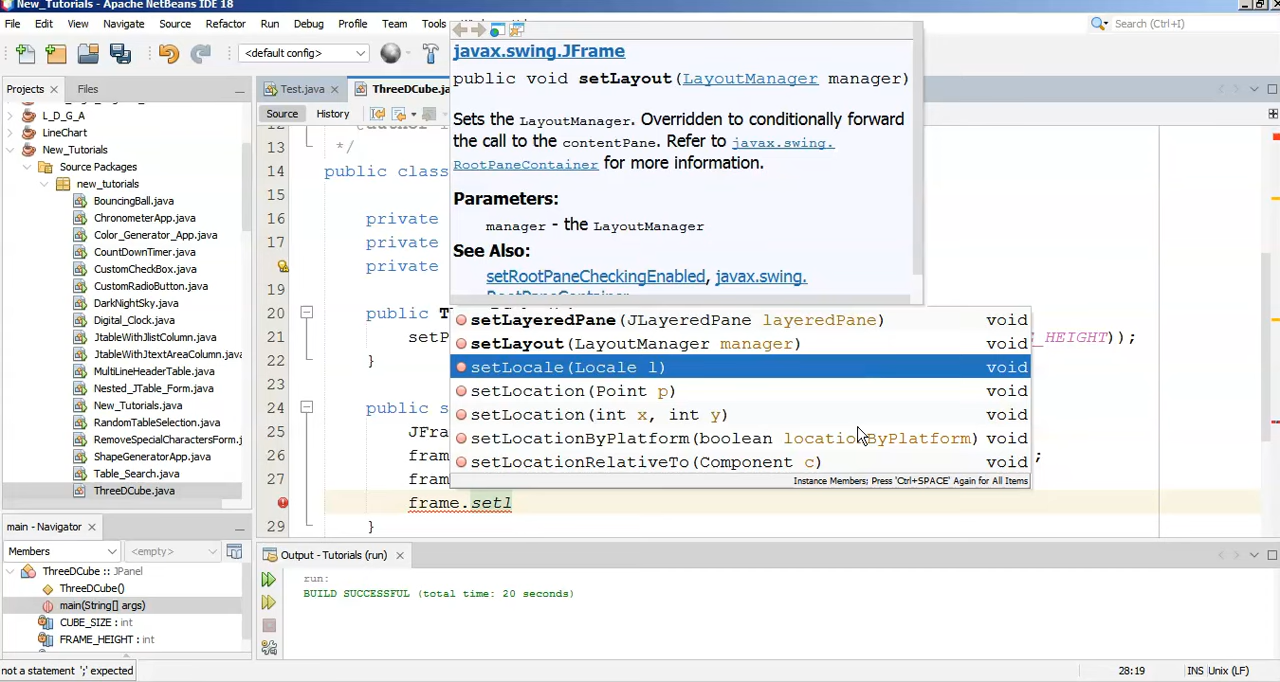 New_Tutorials - Apache NetBeans IDE 18
File Edit View Navigate Source Refactor Run Debug Profile Team Tools
<default config>
Search (Ctrl+I)
Projects
Files
L_D_G_A
LineChart
New_Tutorials
Source Packages
new_tutorials
BouncingBall.java
ChronometerApp.java
Color_Generator_App.java
CountDownTimer.java
CustomCheckBox.java
CustomRadioButton.java
DarkNightSky.java
Digital_Clock.java
JtableWithJlistColumn.java
JtableWithJtextAreaColumn.java
MultiLineHeaderTable.java
Nested_JTable_Form.java
New_Tutorials.java
RandomTableSelection.java
RemoveSpecialCharactersForm.j
ShapeGeneratorApp.java
Table_Search.java
ThreeDCube.java
main - Navigator
Members
<empty>
ThreeDCube :: JPanel
ThreeDCube()
main(String[] args)
CUBE_SIZE : int
FRAME_HEIGHT : int
not a statement ';' expected
Test.java
ThreeDCube.ja
Source
History
12
13 */
14 public class
15
16 private
17 private
private
19
20 public T
21 setP _HEIGHT));
22 }
23
24 public s
25 JFra
26 fram ;
27 fram
frame.setl
29 }
javax.swing.JFrame
public void setLayout(LayoutManager manager)
Sets the LayoutManager. Overridden to conditionally forward
the call to the contentPane. Refer to javax.swing.
RootPaneContainer for more information.
Parameters:
manager - the LayoutManager
See Also:
setRootPaneCheckingEnabled, javax.swing.
setLayeredPane(JLayeredPane layeredPane) void
setLayout(LayoutManager manager) void
setLocale(Locale l) void
setLocation(Point p) void
setLocation(int x, int y) void
setLocationByPlatform(boolean locationByPlatform) void
setLocationRelativeTo(Component c) void
Instance Members; Press 'Ctrl+SPACE' Again for All Items
Output - Tutorials (run)
run:
BUILD SUCCESSFUL (total time: 20 seconds)
28:19
INS Unix (LF)